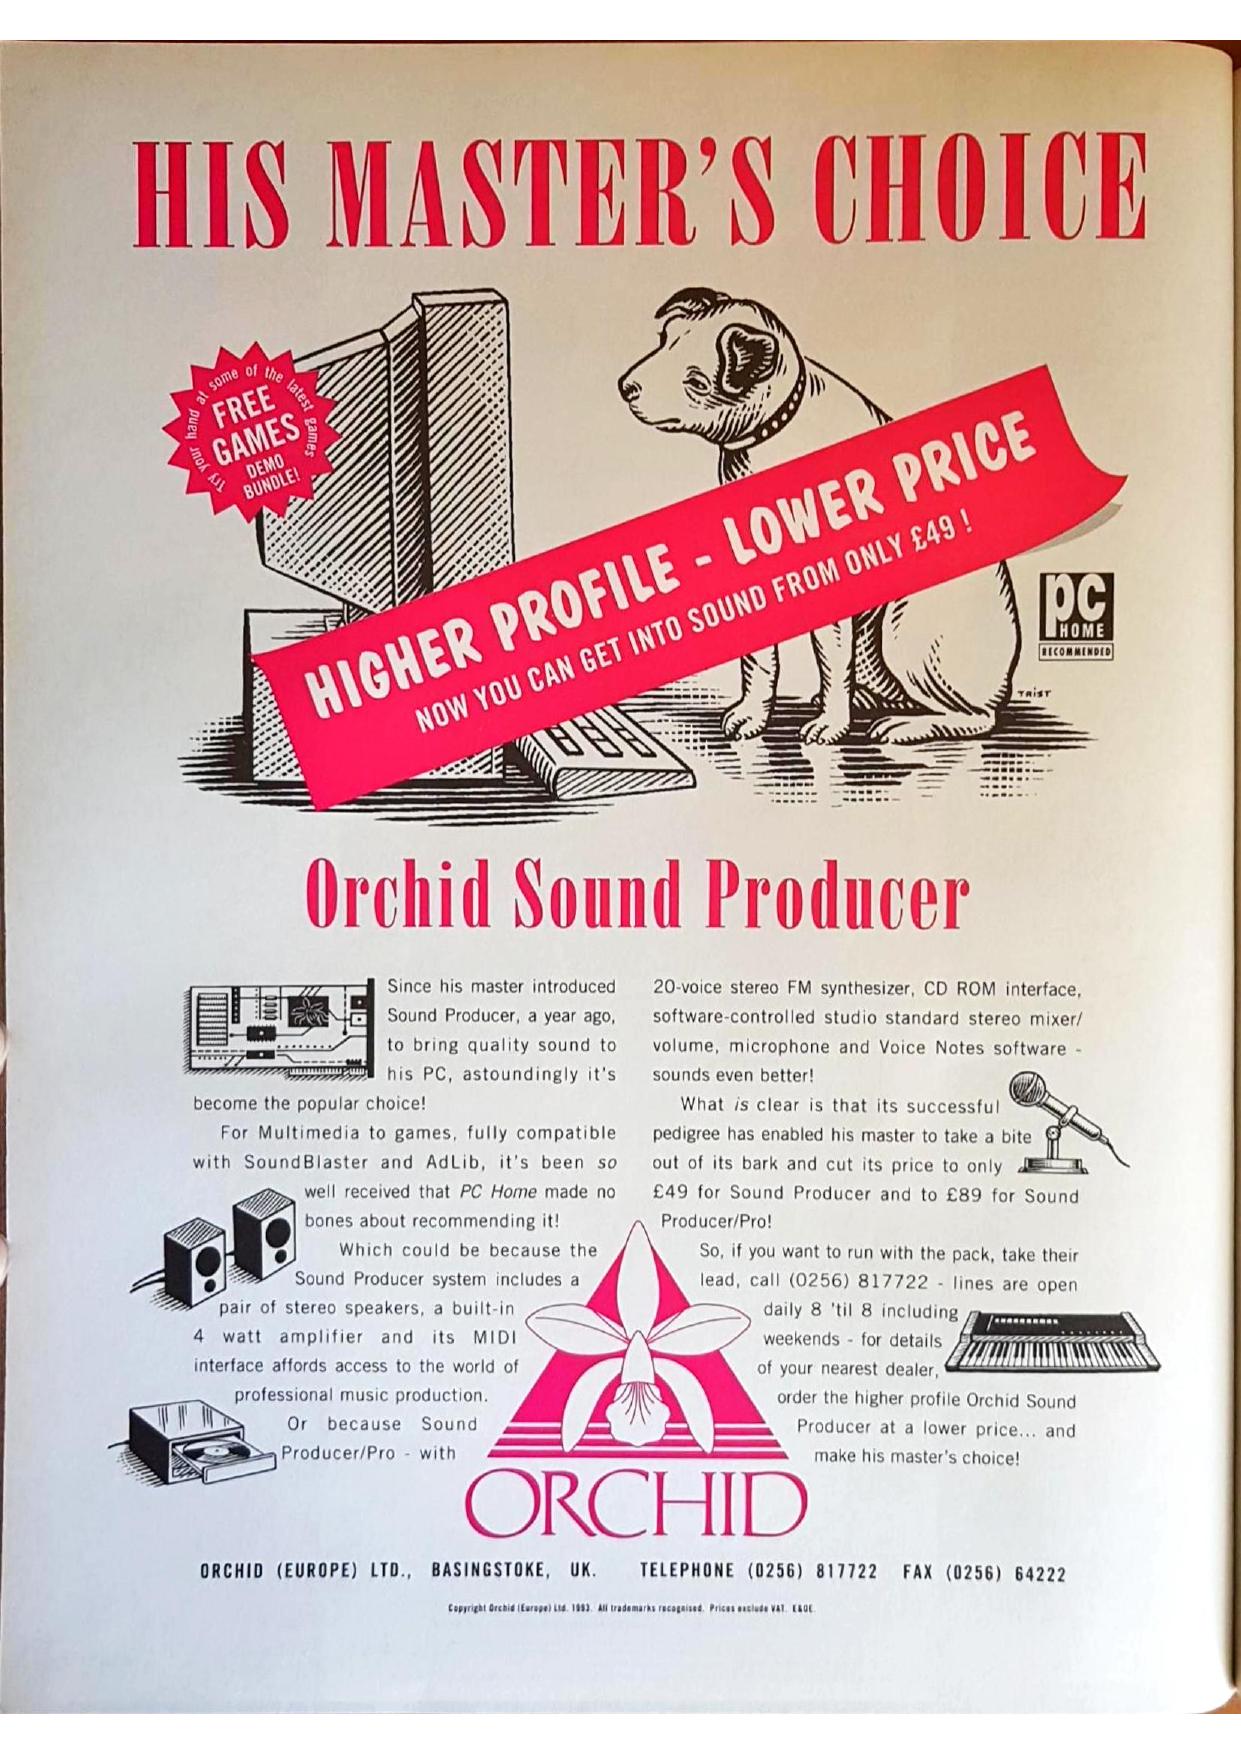 HIS MASTER'S CHOICE
Try your hand at some of the latest games
FREE
GAMES
DEMO
BUNDLE!
HIGHER PROFILE - LOWER PRICE
NOW YOU CAN GET INTO SOUND FROM ONLY £49 !
pc
HOME
RECOMMENDED
TRIST
Orchid Sound Producer
Since his master introduced
Sound Producer, a year ago,
to bring quality sound to
his PC, astoundingly it's
become the popular choice!
For Multimedia to games, fully compatible
with SoundBlaster and AdLib, it's been so
well received that PC Home made no
bones about recommending it!
Which could be because the
Sound Producer system includes a
pair of stereo speakers, a built-in
4 watt amplifier and its MIDI
interface affords access to the world of
professional music production.
Or because Sound
Producer/Pro - with
20-voice stereo FM synthesizer, CD ROM interface,
software-controlled studio standard stereo mixer/
volume, microphone and Voice Notes software -
sounds even better!
What is clear is that its successful
pedigree has enabled his master to take a bite
out of its bark and cut its price to only
£49 for Sound Producer and to £89 for Sound
Producer/Pro!
So, if you want to run with the pack, take their
lead, call (0256) 817722 - lines are open
daily 8 'til 8 including
weekends - for details
of your nearest dealer,
order the higher profile Orchid Sound
Producer at a lower price... and
make his master's choice!
ORCHID
ORCHID (EUROPE) LTD., BASINGSTOKE, UK. TELEPHONE (0256) 817722 FAX (0256) 64222
Copyright Orchid (Europe) Ltd. 1993. All trademarks recognised. Prices exclude VAT. E&OE.